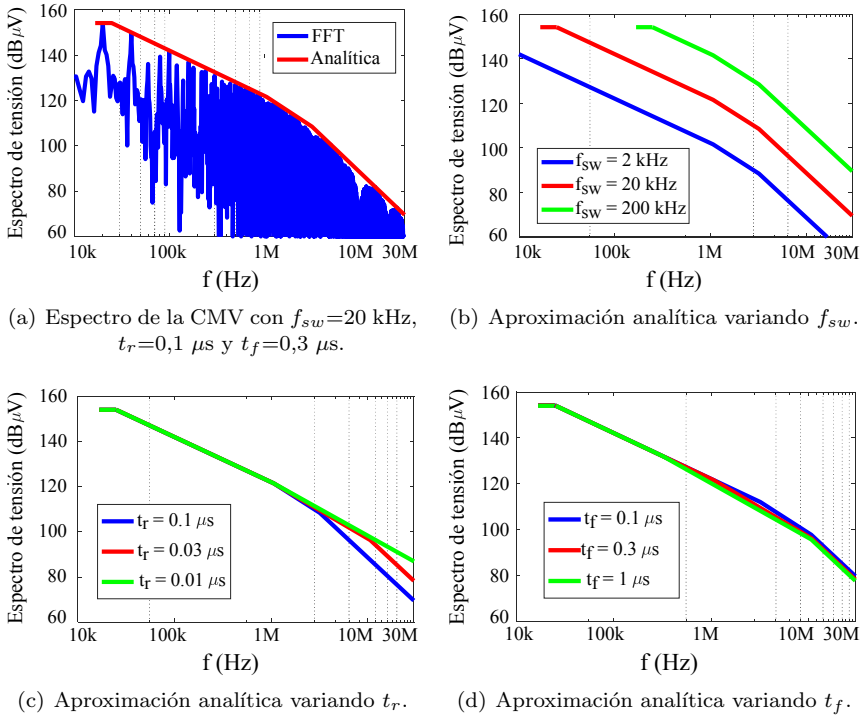 Espectro de tensión (dBμV)
160
140
120
100
80
60
FFT
Analítica
10k 100k 1M 10M 30M
f (Hz)
(a) Espectro de la CMV con fsw=20 kHz,
tr=0,1 μs y tf=0,3 μs.
Espectro de tensión (dBμV)
160
140
120
100
80
60
fsw = 2 kHz
fsw = 20 kHz
fsw = 200 kHz
10k 100k 1M 10M 30M
f (Hz)
(b) Aproximación analítica variando fsw.
Espectro de tensión (dBμV)
160
140
120
100
80
60
tr = 0.1 μs
tr = 0.03 μs
tr = 0.01 μs
10k 100k 1M 10M 30M
f (Hz)
(c) Aproximación analítica variando tr.
Espectro de tensión (dBμV)
160
140
120
100
80
60
tf = 0.1 μs
tf = 0.3 μs
tf = 1 μs
10k 100k 1M 10M 30M
f (Hz)
(d) Aproximación analítica variando tf.